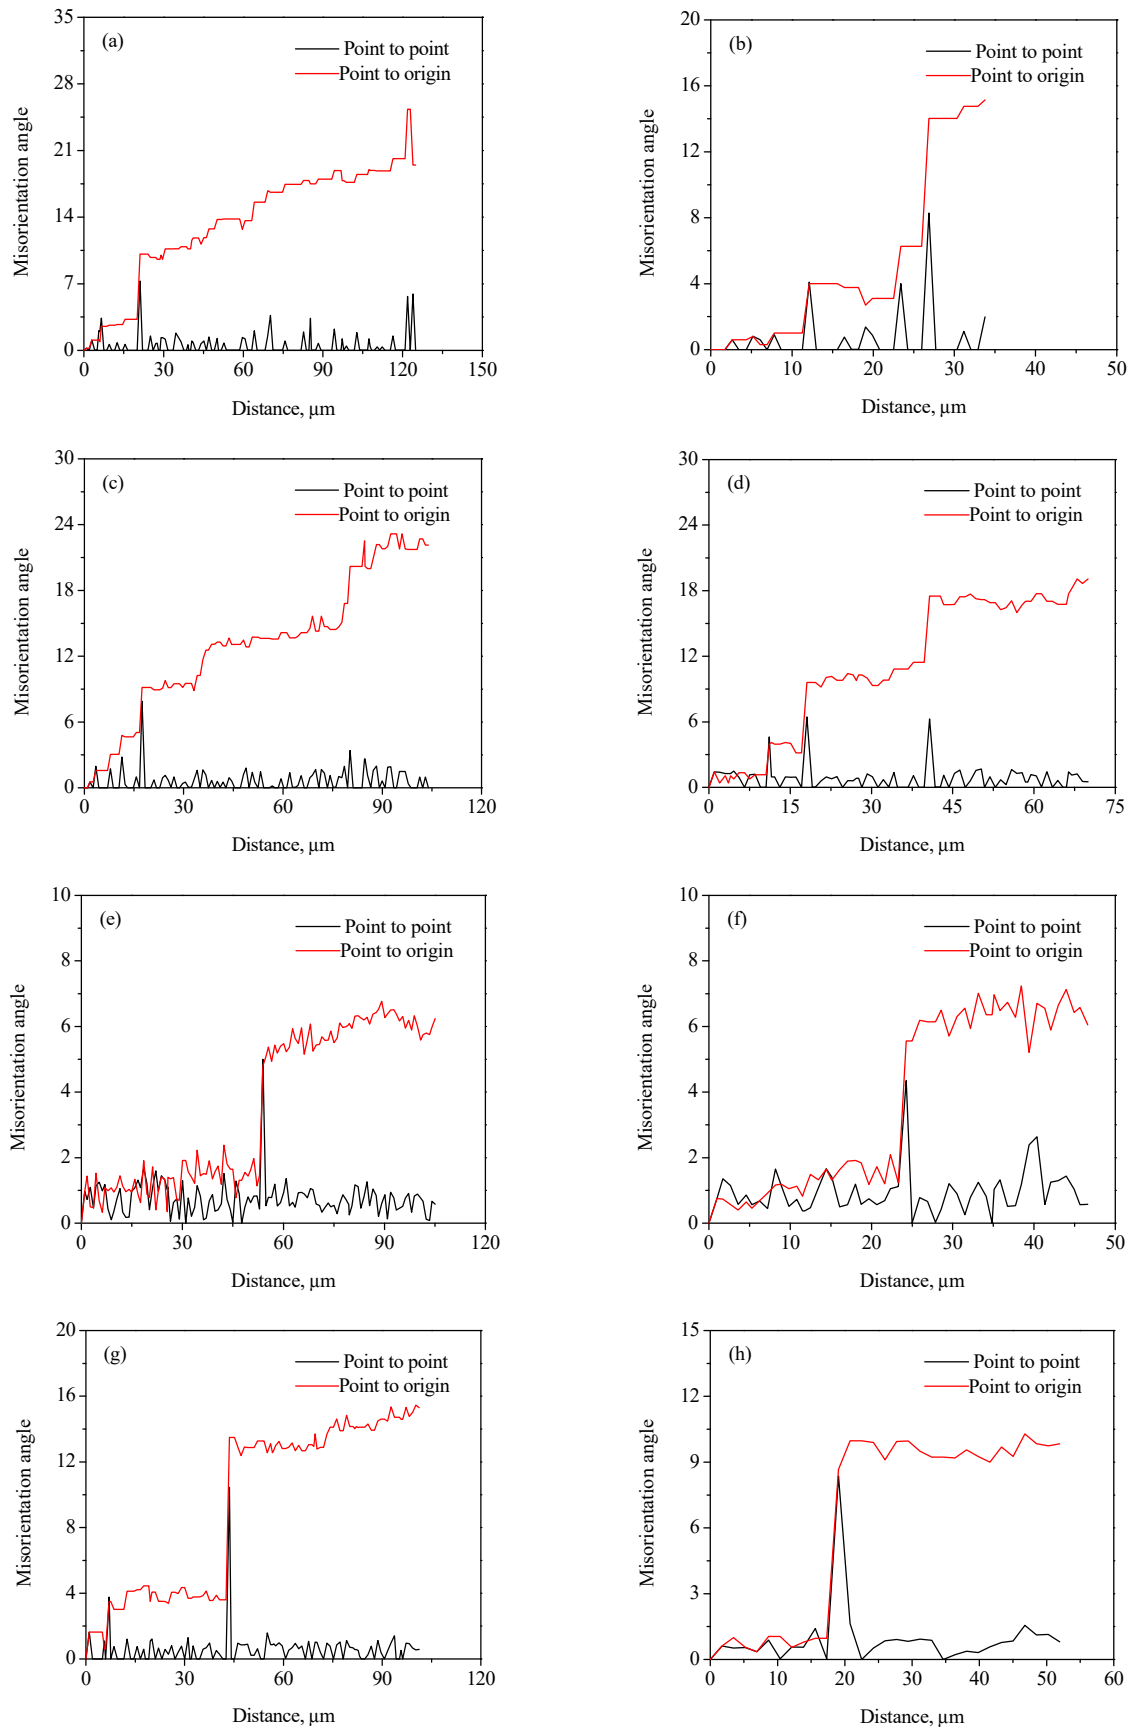 (a)
Point to point
Point to origin
Misorientation angle
35
28
21
14
7
0
0 30 60 90 120 150
Distance, µm
(b)
Point to point
Point to origin
Misorientation angle
20
16
12
8
4
0
0 10 20 30 40 50
Distance, µm
(c)
Point to point
Point to origin
Misorientation angle
30
24
18
12
6
0
0 30 60 90 120
Distance, µm
(d)
Point to point
Point to origin
Misorientation angle
30
24
18
12
6
0
0 15 30 45 60 75
Distance, µm
(e)
Point to point
Point to origin
Misorientation angle
10
8
6
4
2
0
0 30 60 90 120
Distance, µm
(f)
Point to point
Point to origin
Misorientation angle
10
8
6
4
2
0
0 10 20 30 40 50
Distance, µm
(g)
Point to point
Point to origin
Misorientation angle
20
16
12
8
4
0
0 30 60 90 120
Distance, µm
(h)
Point to point
Point to origin
Misorientation angle
15
12
9
6
3
0
0 10 20 30 40 50 60
Distance, µm